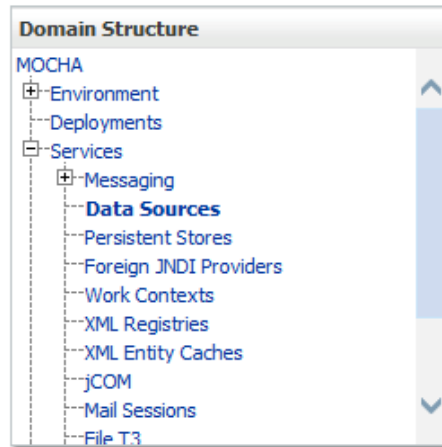 Domain Structure
MOCHA
Environment
Deployments
Services
Messaging
Data Sources
Persistent Stores
Foreign JNDI Providers
Work Contexts
XML Registries
XML Entity Caches
jCOM
Mail Sessions
File T3